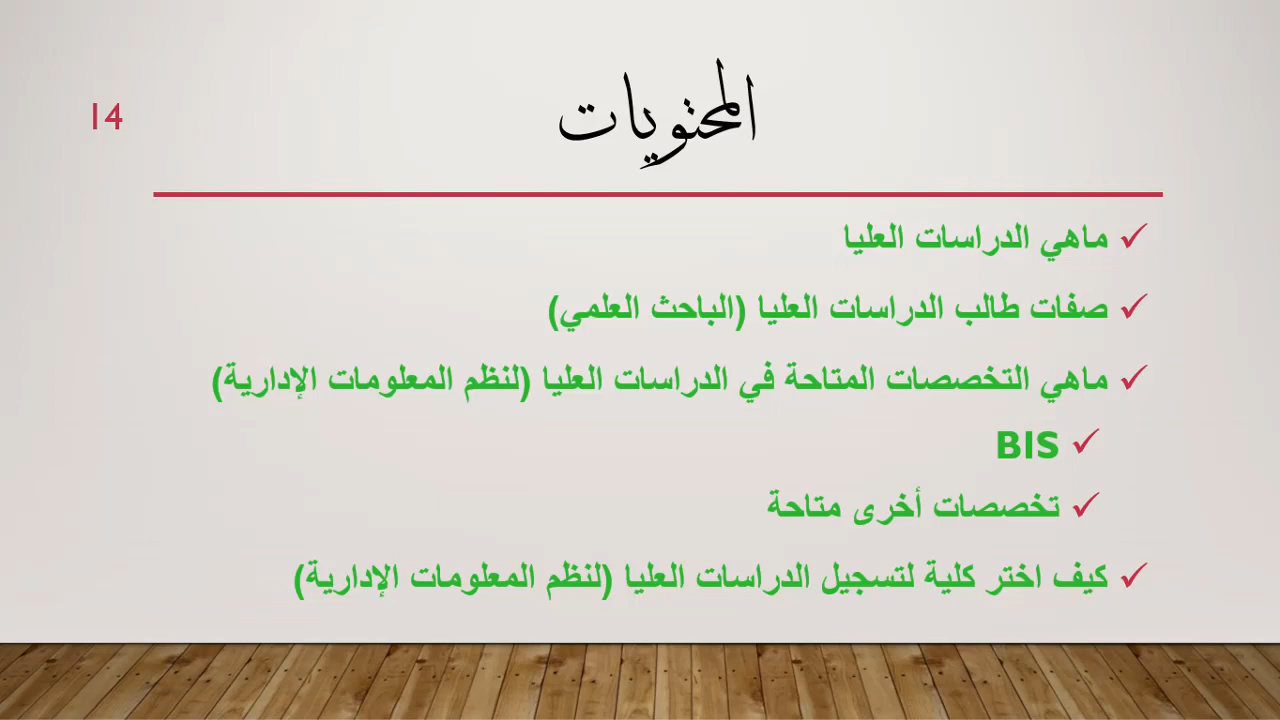 المحتويات
14
ماهي الدراسات العليا
صفات طالب الدراسات العليا (الباحث العلمي)
ماهي التخصصات المتاحة في الدراسات العليا (لنظم المعلومات الإدارية)
BIS
تخصصات أخرى متاحة
كيف اختر كلية لتسجيل الدراسات العليا (لنظم المعلومات الإدارية)